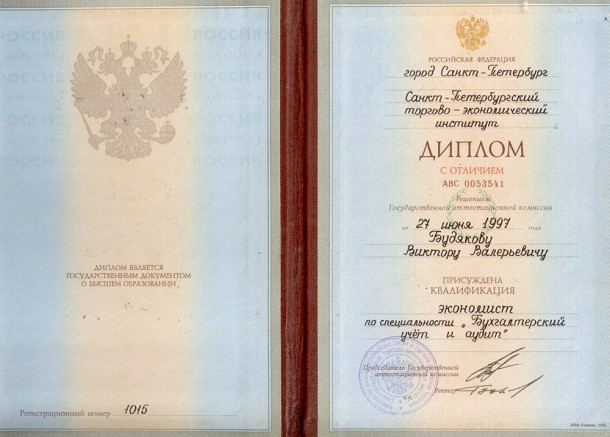 РОССИЯ
ДИПЛОМ ЯВЛЯЕТСЯ
ГОСУДАРСТВЕННЫМ ДОКУМЕНТОМ
О ВЫСШЕМ ОБРАЗОВАНИИ
Регистрационный номер 1015
РОССИЙСКАЯ ФЕДЕРАЦИЯ
город Санкт-Петербург
Санкт-Петербургский
торгово-экономический
институт
ДИПЛОМ
С ОТЛИЧИЕМ
АВС 0053541
Решением
Государственной аттестационной комиссии
от 27 июня 1997 года
Будякову
Виктору Валерьевичу
ПРИСУЖДЕНА
КВАЛИФИКАЦИЯ
экономист
по специальности „Бухгалтерский
учёт и аудит"
Председатель Государственной
аттестационной комиссии
Ректор